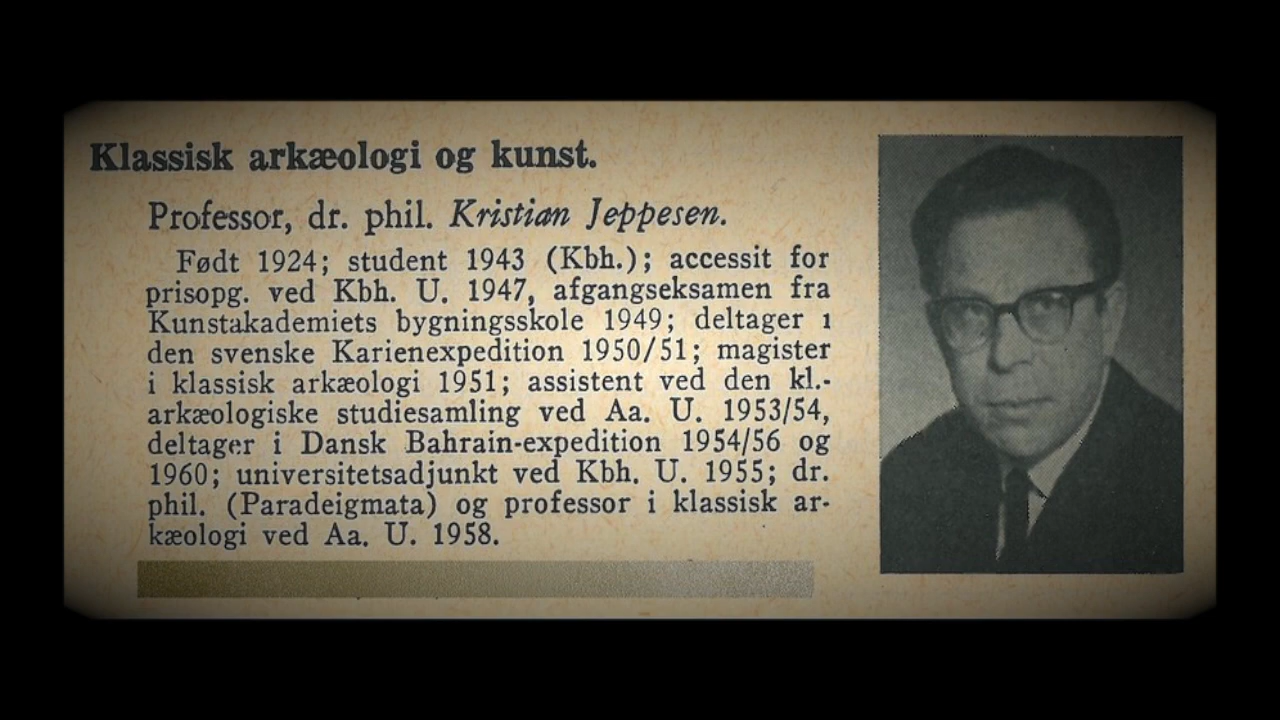 Klassisk arkæologi og kunst.
Professor, dr. phil. Kristian Jeppesen.
Født 1924; student 1943 (Kbh.); accessit for
prisopg. ved Kbh. U. 1947, afgangseksamen fra
Kunstakademiets bygningsskole 1949; deltager i
den svenske Karienexpedition 1950/51; magister
i klassisk arkæologi 1951; assistent ved den kl.-
arkæologiske studiesamling ved Aa. U. 1953/54,
deltager i Dansk Bahrain-expedition 1954/56 og
1960; universitetsadjunkt ved Kbh. U. 1955; dr.
phil. (Paradeigmata) og professor i klassisk ar-
kæologi ved Aa. U. 1958.